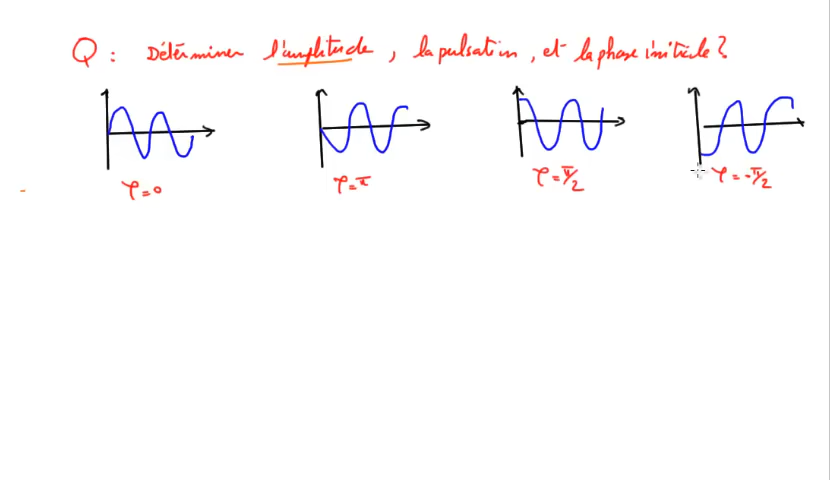 Q : Déterminer l'amplitude, la pulsation, et la phase initiale ?
φ = 0
φ = π
φ = π/2
φ = -π/2